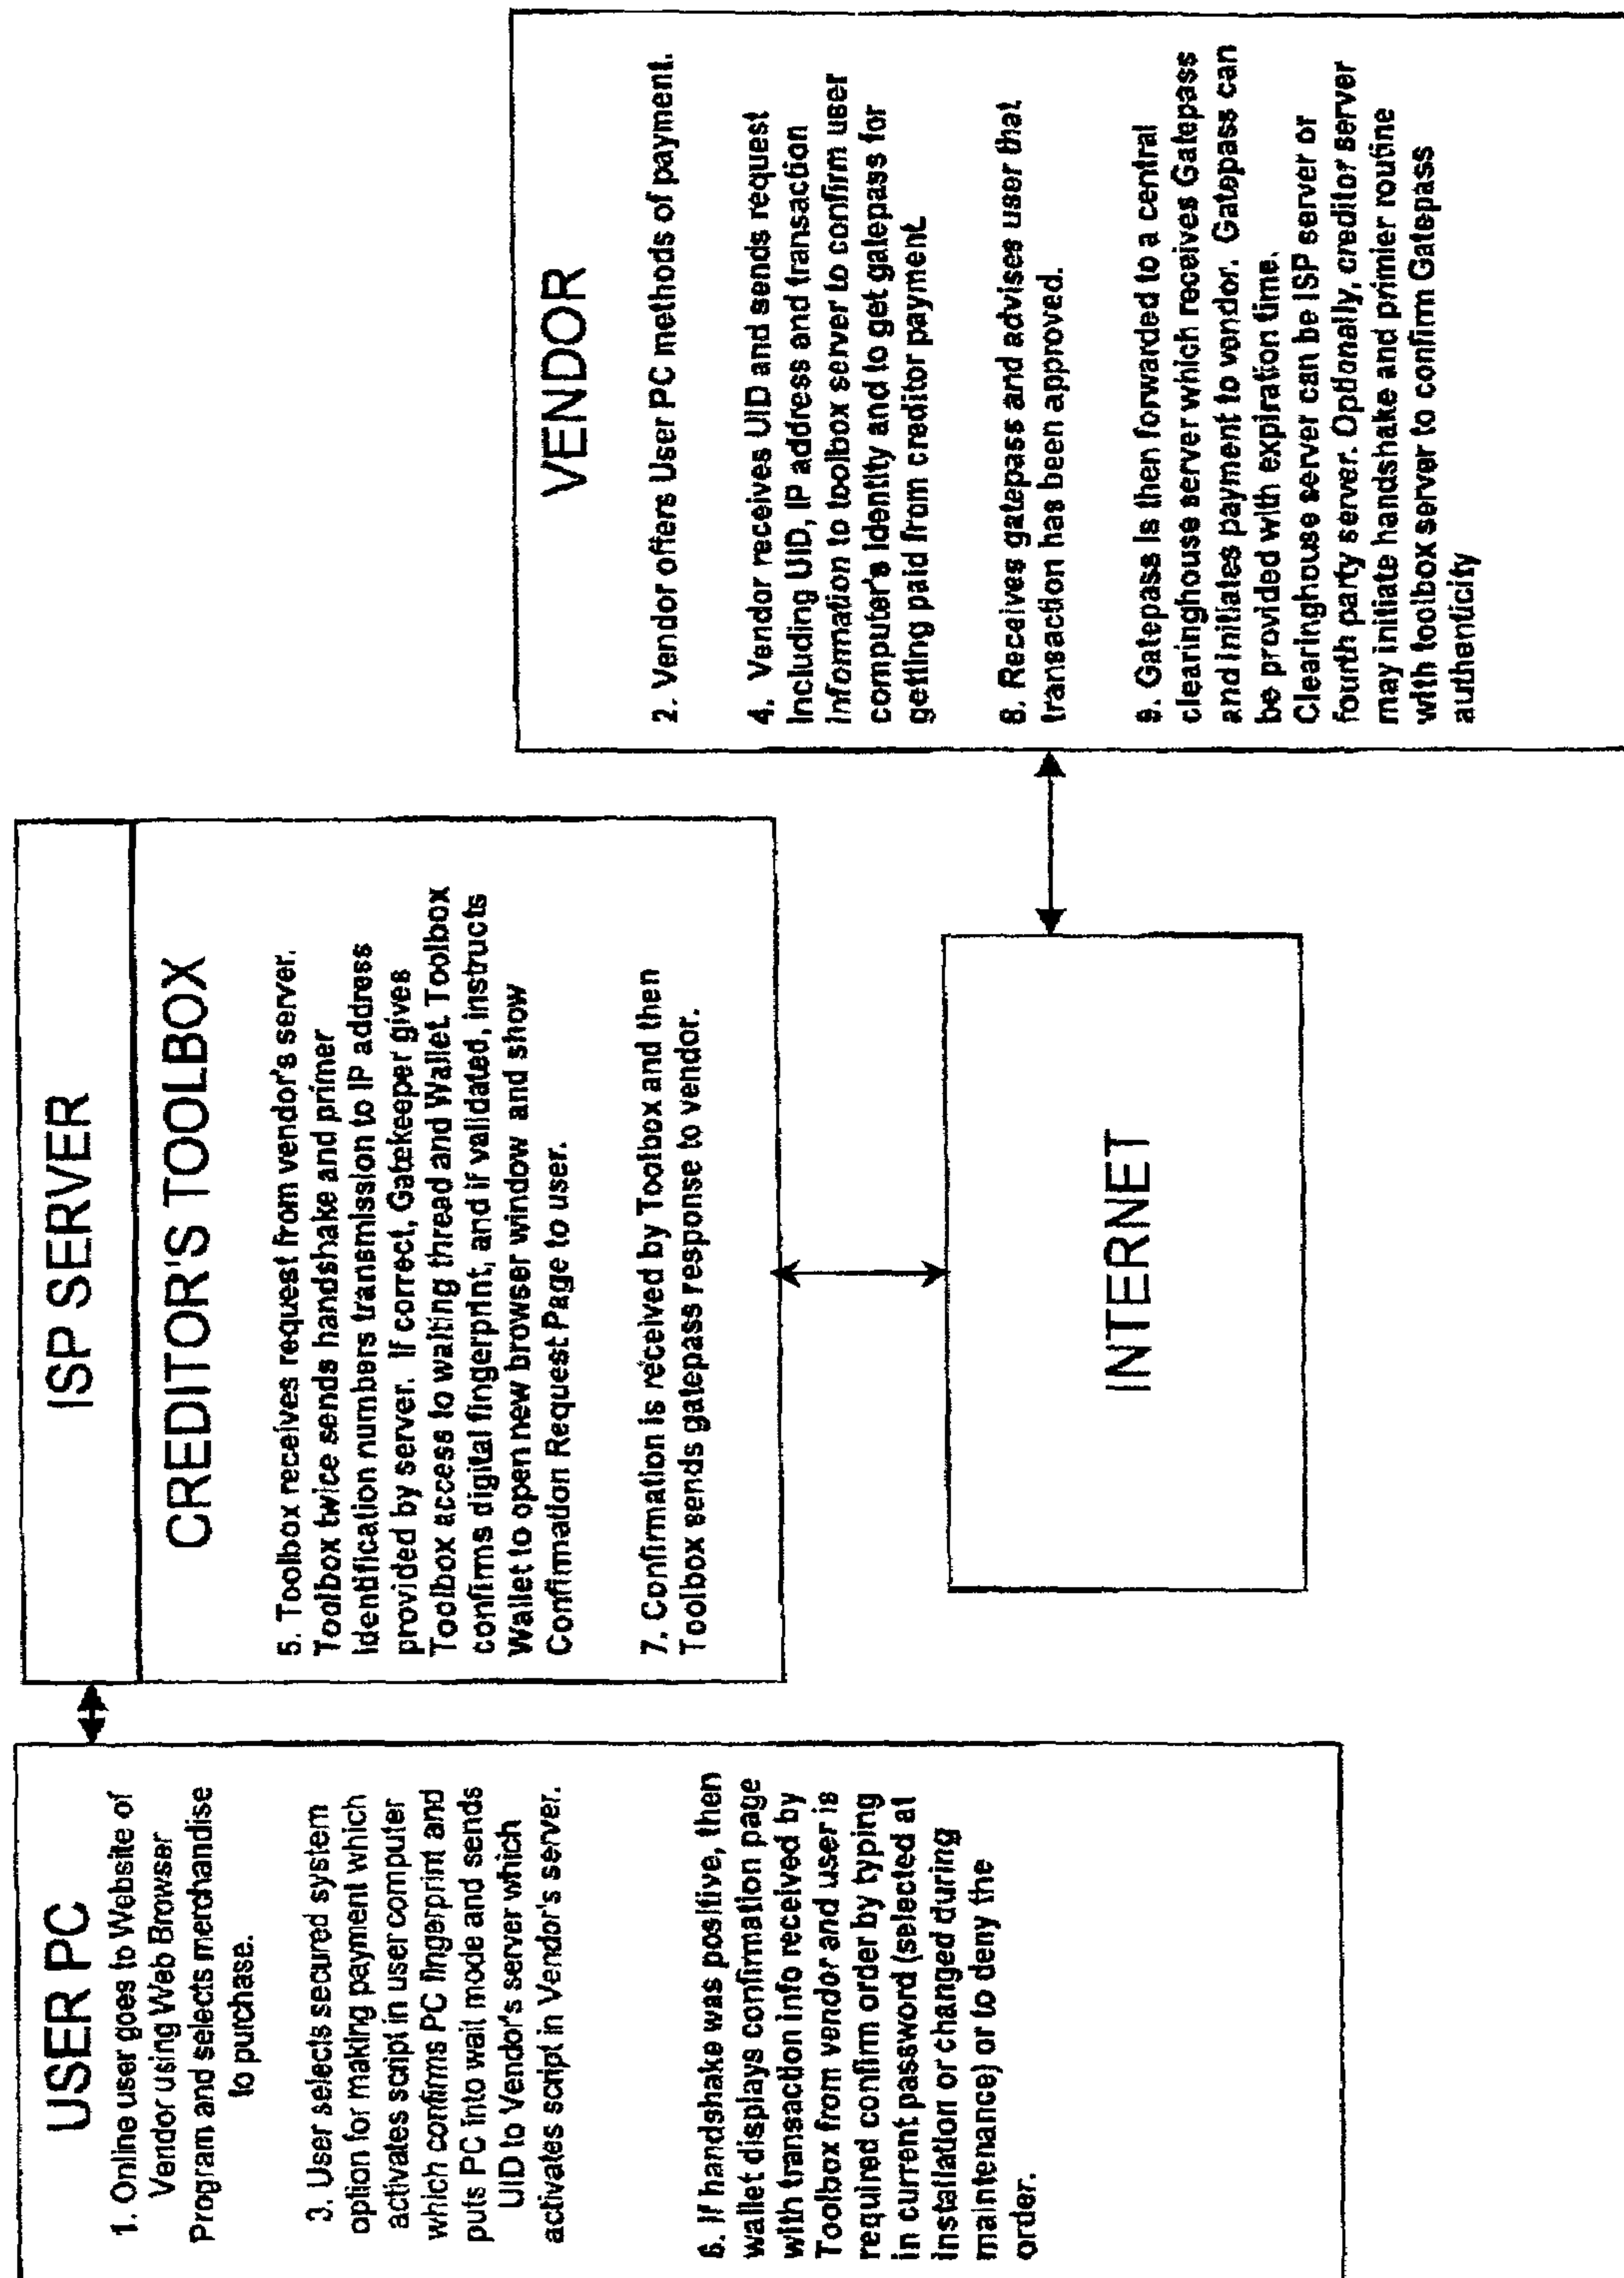 USER PC
1. Online user goes to Website of
Vendor using Web Browser
Program and selects merchandise
to purchase.
3. User selects secured system
option for making payment which
activates script in user computer
which confirms PC fingerprint and
puts PC into wait mode and sends
UID to Vendor's server which
activates script in Vendor's server.
6. If handshake was positive, then
wallet displays confirmation page
with transaction info received by
Toolbox from vendor and user is
required confirm order by typing
in current password (selected at
installation or changed during
maintenance) or to deny the
order.
ISP SERVER
CREDITOR'S TOOLBOX
5. Toolbox receives request from vendor's server.
Toolbox twice sends handshake and primer
identification numbers transmission to IP address
provided by server. If correct, Gatekeeper gives
Toolbox access to waiting thread and Wallet. Toolbox
confirms digital fingerprint, and if validated, instructs
Wallet to open new browser window and show
Confirmation Request Page to user.
7. Confirmation is received by Toolbox and then
Toolbox sends gatepass response to vendor.
INTERNET
VENDOR
2. Vendor offers User PC methods of payment.
4. Vendor receives UID and sends request
Including UID, IP address and transaction
information to toolbox server to confirm user
computer's identity and to get gatepass for
getting paid from creditor payment
8. Receives gatepass and advises user that
transaction has been approved.
9. Gatepass is then forwarded to a central
clearinghouse server which receives Gatepass
and initiates payment to vendor. Gatepass can
be provided with expiration time.
Clearinghouse server can be ISP server or
fourth party server. Optionally, creditor server
may initiate handshake and primier routine
with toolbox server to confirm Gatepass
authenticity